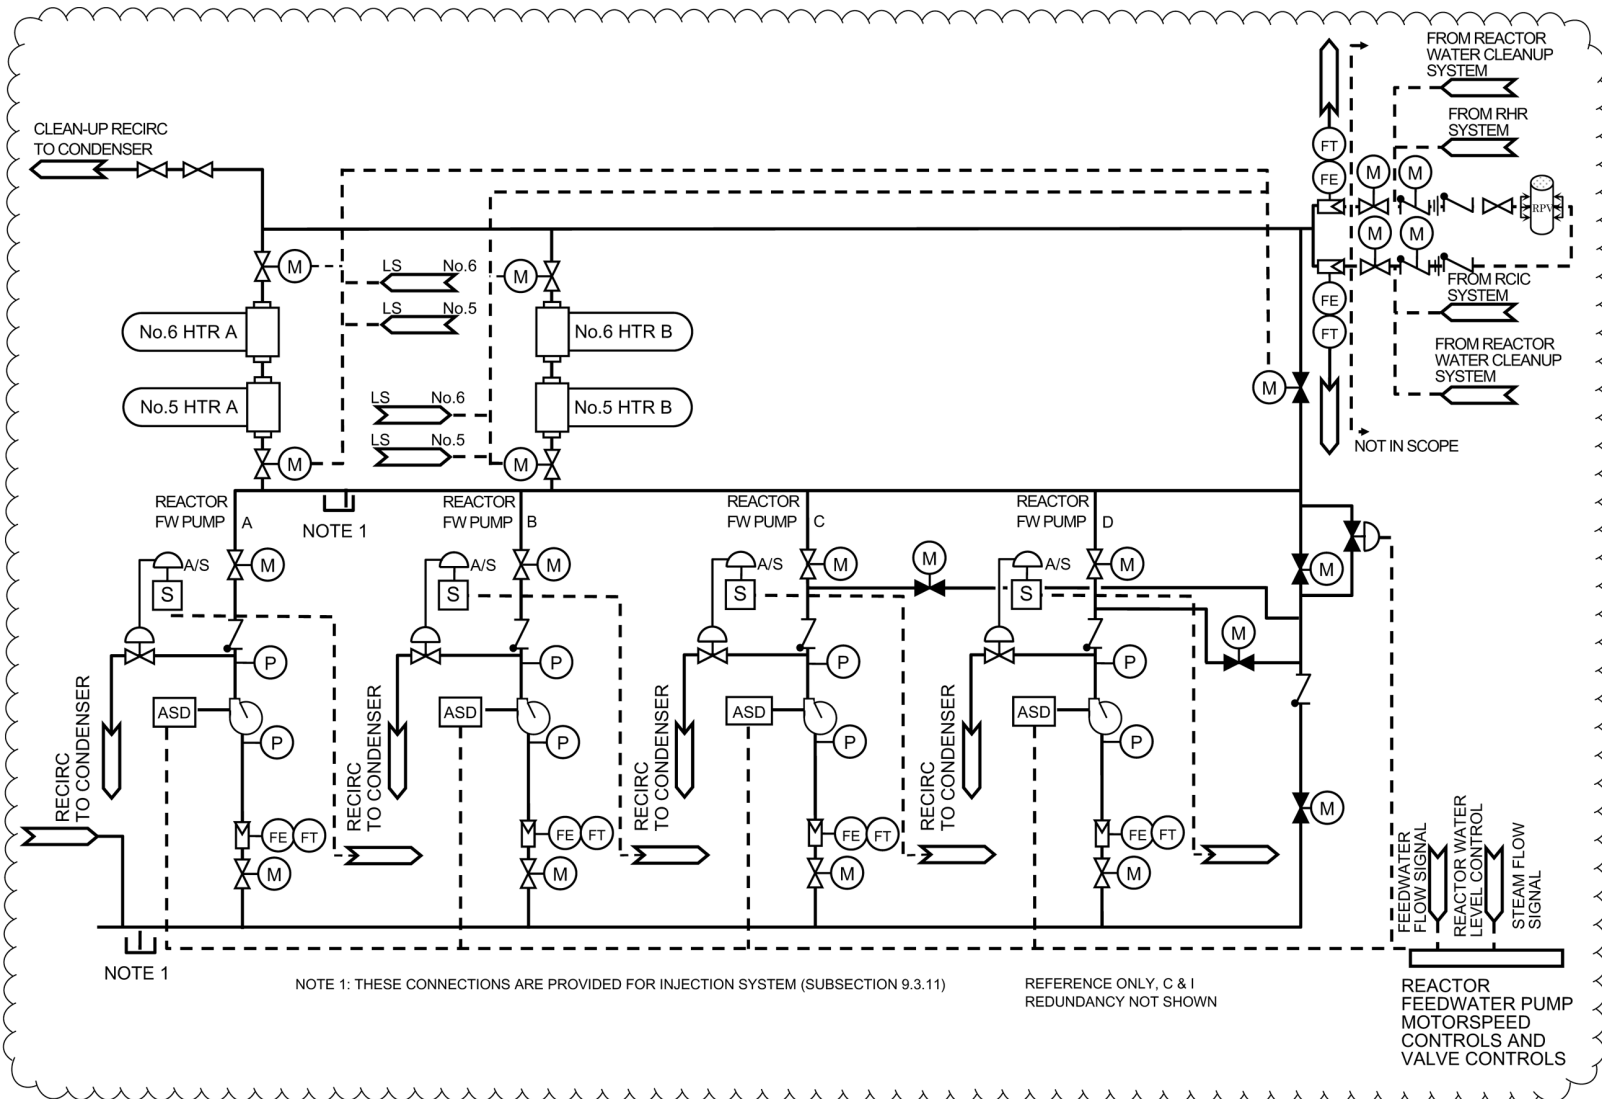 FROM REACTOR
WATER CLEANUP
SYSTEM
FROM RHR
SYSTEM
CLEAN-UP RECIRC
TO CONDENSER
FT
FE
M
M
RPV
M
M
FE
FT
FROM RCIC
SYSTEM
FROM REACTOR
WATER CLEANUP
SYSTEM
NOT IN SCOPE
M
LS No.6
LS No.5
M
No.6 HTR A
No.6 HTR B
No.5 HTR A
No.5 HTR B
LS No.6
LS No.5
M
M
M
REACTOR
FW PUMP A
NOTE 1
REACTOR
FW PUMP B
REACTOR
FW PUMP C
REACTOR
FW PUMP D
A/S
S
M
A/S
S
M
A/S
S
M
M
A/S
S
M
M
M
P
P
P
P
ASD
ASD
ASD
ASD
P
P
P
P
RECIRC
TO CONDENSER
RECIRC
TO CONDENSER
RECIRC
TO CONDENSER
RECIRC
TO CONDENSER
FE FT
FE FT
FE FT
FE FT
M
M
M
M
M
FEEDWATER
FLOW SIGNAL
REACTOR WATER
LEVEL CONTROL
STEAM FLOW
SIGNAL
NOTE 1
NOTE 1: THESE CONNECTIONS ARE PROVIDED FOR INJECTION SYSTEM (SUBSECTION 9.3.11)
REFERENCE ONLY, C & I
REDUNDANCY NOT SHOWN
REACTOR
FEEDWATER PUMP
MOTORSPEED
CONTROLS AND
VALVE CONTROLS